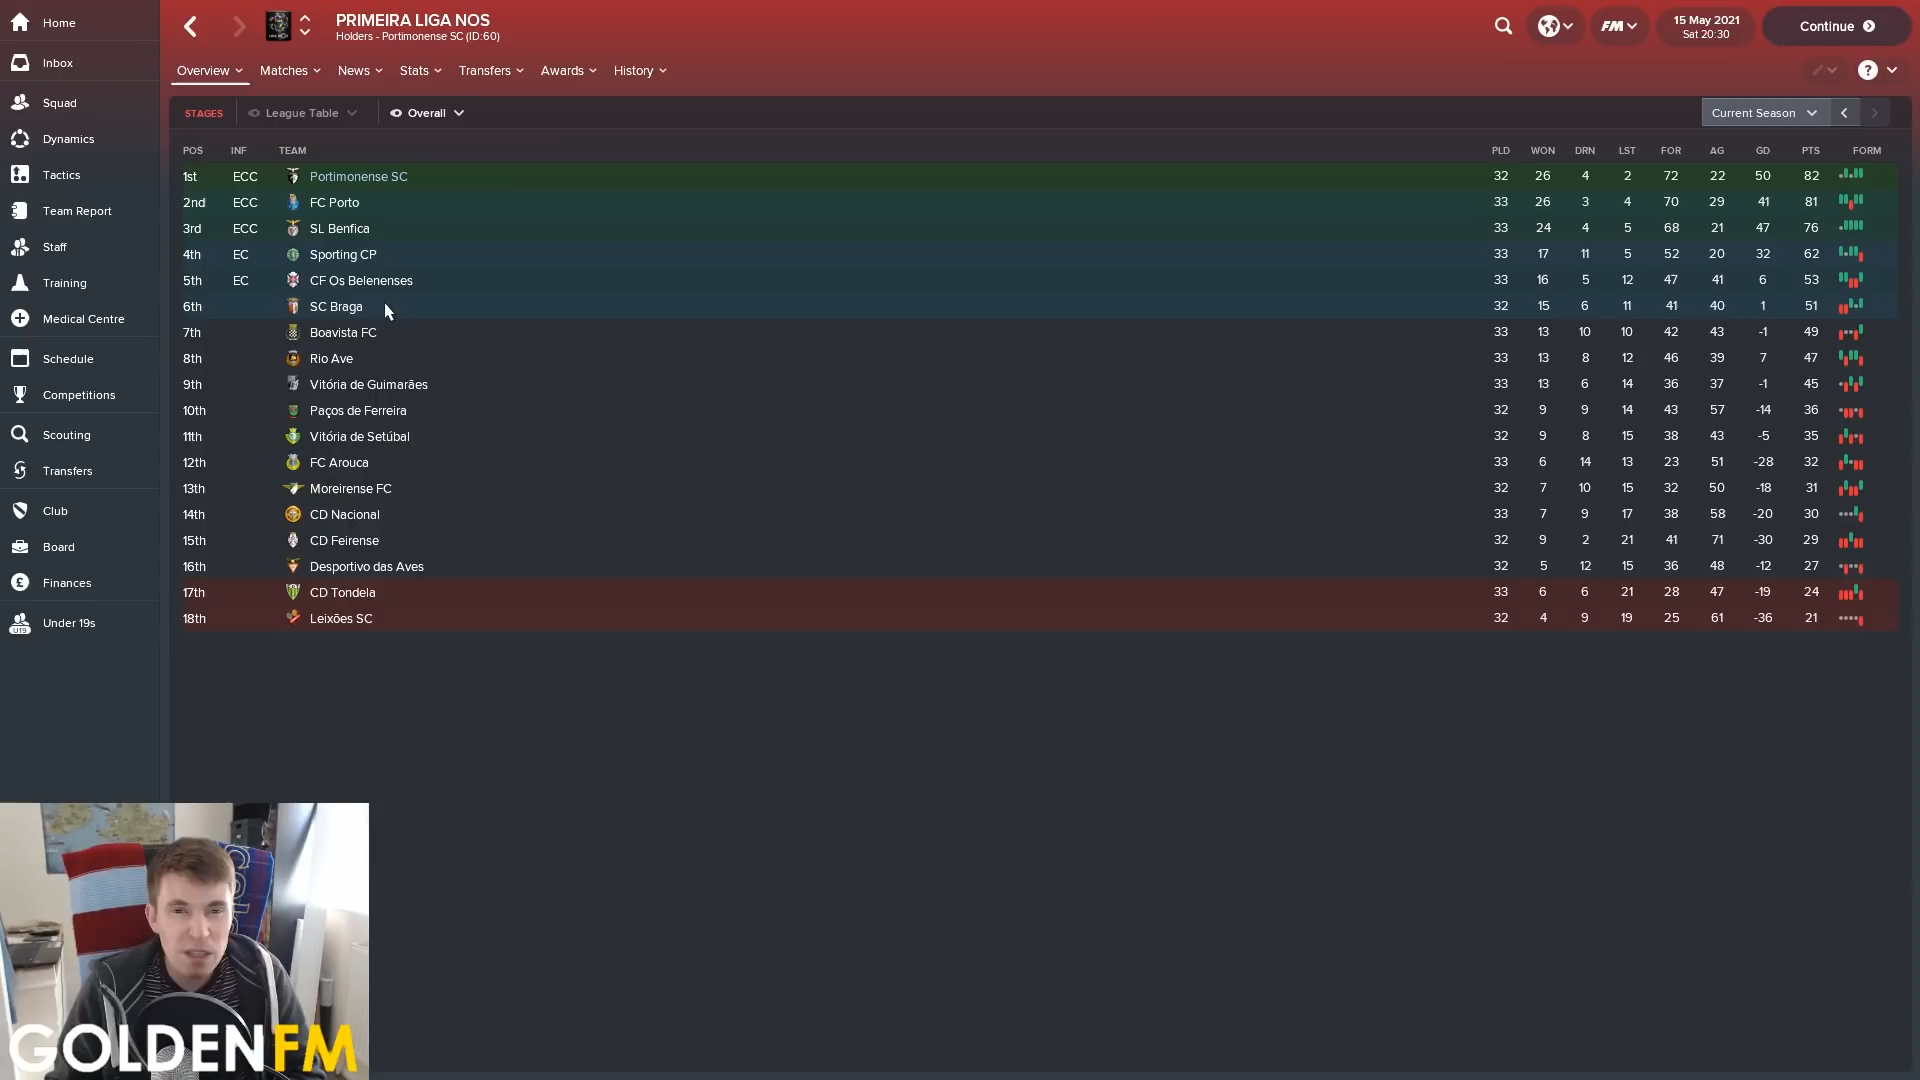 Home
Inbox
Squad
Dynamics
Tactics
Team Report
Staff
Training
Medical Centre
Schedule
Competitions
Scouting
Transfers
Club
Board
Finances
U19
Under 19s
PRIMEIRA LIGA NOS
Holders - Portimonense SC (ID:60)
FM
15 May 2021
Sat 20:30
Continue
Overview Matches News Stats Transfers Awards History
?
STAGES League Table Overall Current Season
POS INF TEAM PLD WON DRN LST FOR AG GD PTS FORM
1st ECC Portimonense SC 32 26 4 2 72 22 50 82
2nd ECC FC Porto 33 26 3 4 70 29 41 81
3rd ECC SL Benfica 33 24 4 5 68 21 47 76
4th EC Sporting CP 33 17 11 5 52 20 32 62
5th EC CF Os Belenenses 33 16 5 12 47 41 6 53
6th SC Braga 32 15 6 11 41 40 1 51
7th Boavista FC 33 13 10 10 42 43 -1 49
8th Rio Ave 33 13 8 12 46 39 7 47
9th Vitória de Guimarães 33 13 6 14 36 37 -1 45
10th Paços de Ferreira 32 9 9 14 43 57 -14 36
11th Vitória de Setúbal 32 9 8 15 38 43 -5 35
12th FC Arouca 33 6 14 13 23 51 -28 32
13th Moreirense FC 32 7 10 15 32 50 -18 31
14th CD Nacional 33 7 9 17 38 58 -20 30
15th CD Feirense 32 9 2 21 41 71 -30 29
16th Desportivo das Aves 32 5 12 15 36 48 -12 27
17th CD Tondela 33 6 6 21 28 47 -19 24
18th Leixões SC 32 4 9 19 25 61 -36 21
GOLDENFM